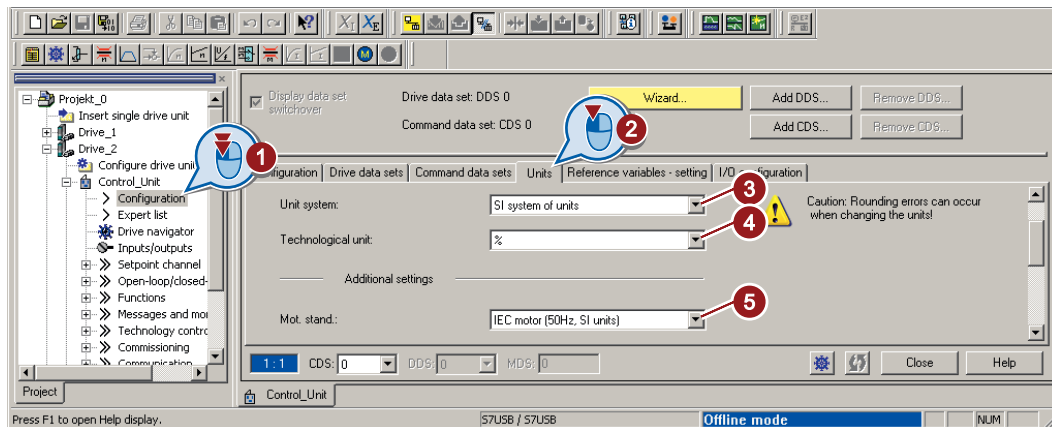 Projekt_0
Insert single drive unit
Drive_1
Drive_2
Configure drive uni
Control_Unit
Configuration
Expert list
Drive navigator
Inputs/outputs
Setpoint channel
Open-loop/closed-
Functions
Messages and mon
Technology contro
Commissioning
Communication
Project
1
Display data set
switchover
Drive data set: DDS 0
Wizard...
Add DDS...
Remove DDS...
Command data set: CDS 0
2
Add CDS...
Remove CDS...
nfiguration
Drive data sets
Command data sets
Units
Reference variables - setting
I/O configuration
Unit system:
SI system of units
3
Caution: Rounding errors can occur
when changing the units!
Technological unit:
%
4
Additional settings
Mot. stand.:
IEC motor (50Hz, SI units)
5
1 : 1
CDS: 0
DDS: 0
MDS: 0
Close
Help
Control_Unit
Press F1 to open Help display.
S7USB / S7USB
Offline mode
NUM